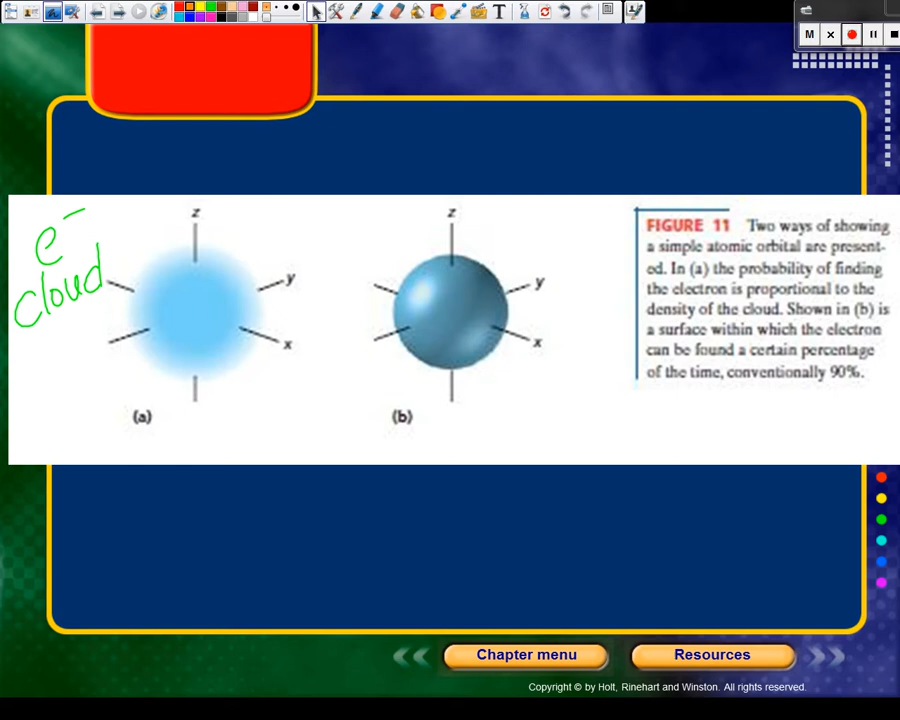 M
e⁻
cloud
z
y
x
(a)
z
y
x
(b)
FIGURE 11 Two ways of showing
a simple atomic orbital are present-
ed. In (a) the probability of finding
the electron is proportional to the
density of the cloud. Shown in (b) is
a surface within which the electron
can be found a certain percentage
of the time, conventionally 90%.
Chapter menu
Resources
Copyright © by Holt, Rinehart and Winston. All rights reserved.